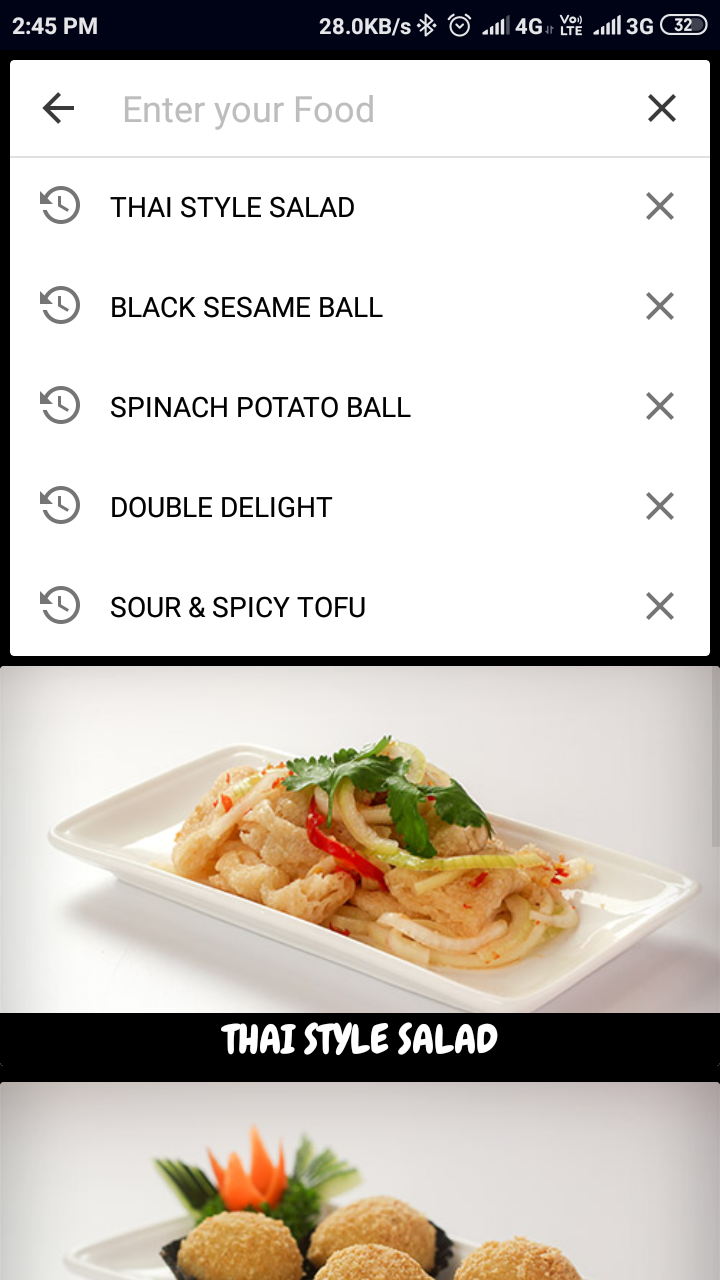 2:45 PM 28.0KB/s 4G Vo)) LTE 3G 32
Enter your Food
THAI STYLE SALAD
BLACK SESAME BALL
SPINACH POTATO BALL
DOUBLE DELIGHT
SOUR & SPICY TOFU
THAI STYLE SALAD